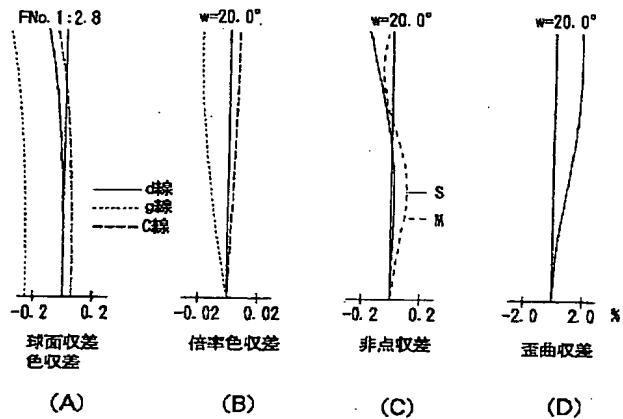 FNo. 1:2.8
w=20.0°
w=20.0°
w=20.0°
d線
g線
C線
S
M
-0.2 0.2
-0.02 0.02
-0.2 0.2
-2.0 2.0 %
球面収差
色収差
倍率色収差
非点収差
歪曲収差
(A)
(B)
(C)
(D)